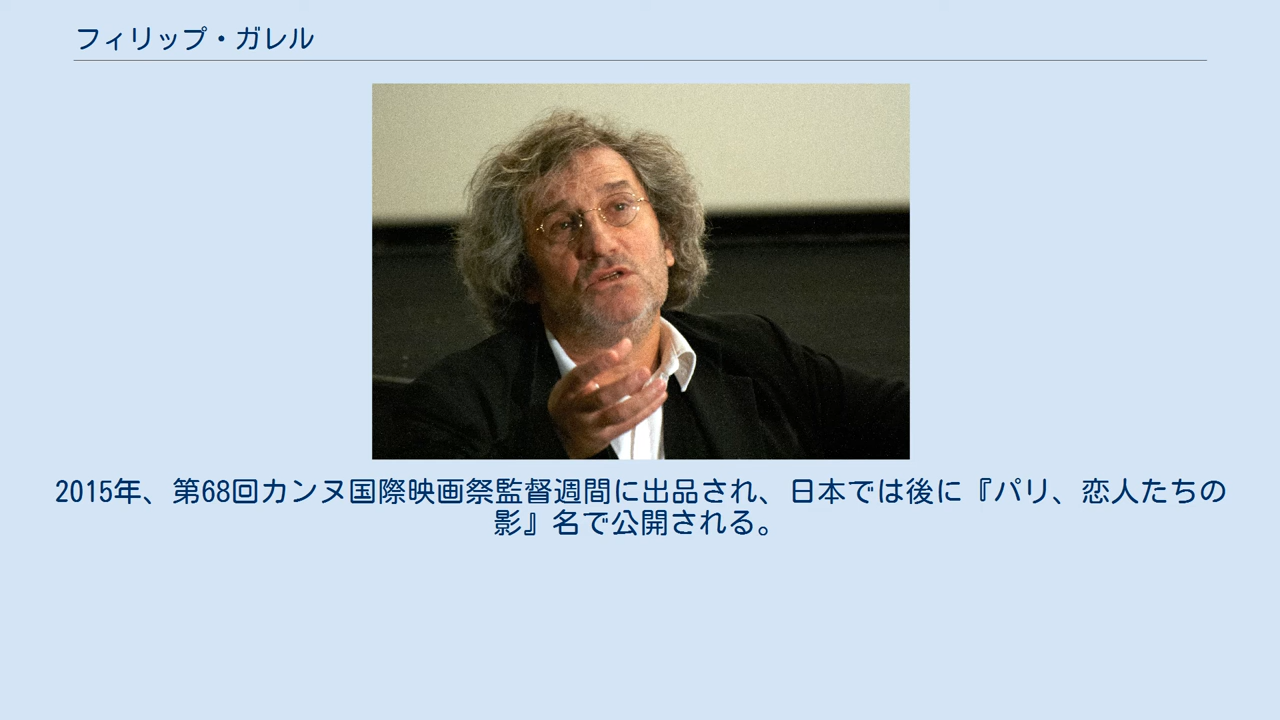 フィリップ・ガレル
2015年、第68回カンヌ国際映画祭監督週間に出品され、日本では後に『パリ、恋人たちの
影』名で公開される。